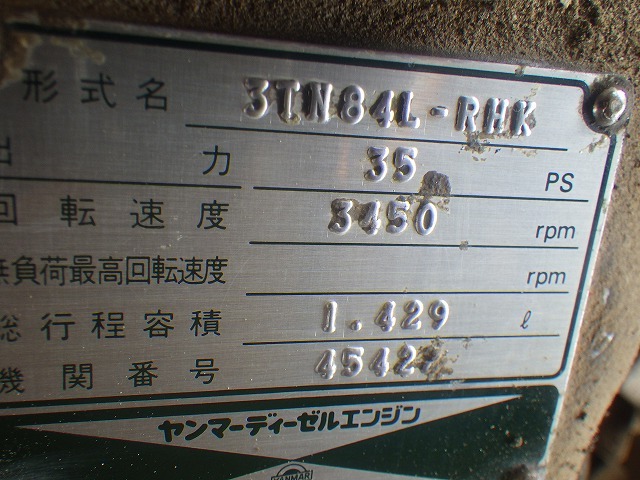 形式名 3TN84L-RHK
出力 35 PS
回転速度 3450 rpm
無負荷最高回転速度 rpm
総行程容積 1.429 ℓ
機関番号
ヤンマーディーゼルエンジン
YANMAR